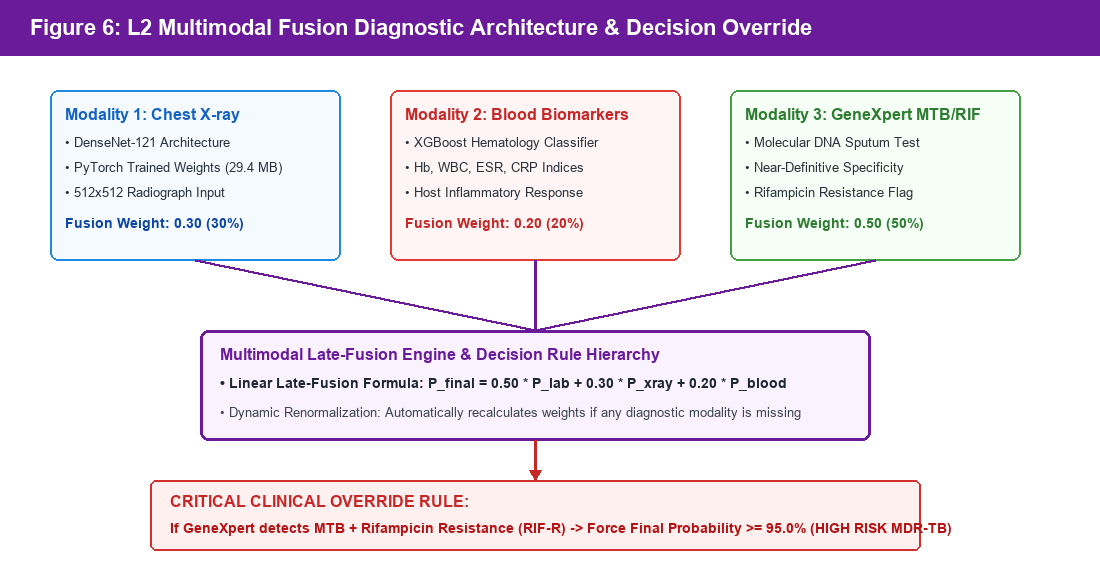 Figure 6: L2 Multimodal Fusion Diagnostic Architecture & Decision Override
Modality 1: Chest X-ray
• DenseNet-121 Architecture
• PyTorch Trained Weights (29.4 MB)
• 512x512 Radiograph Input
Fusion Weight: 0.30 (30%)
Modality 2: Blood Biomarkers
• XGBoost Hematology Classifier
• Hb, WBC, ESR, CRP Indices
• Host Inflammatory Response
Fusion Weight: 0.20 (20%)
Modality 3: GeneXpert MTB/RIF
• Molecular DNA Sputum Test
• Near-Definitive Specificity
• Rifampicin Resistance Flag
Fusion Weight: 0.50 (50%)
Multimodal Late-Fusion Engine & Decision Rule Hierarchy
• Linear Late-Fusion Formula: P_final = 0.50 * P_lab + 0.30 * P_xray + 0.20 * P_blood
• Dynamic Renormalization: Automatically recalculates weights if any diagnostic modality is missing
CRITICAL CLINICAL OVERRIDE RULE:
If GeneXpert detects MTB + Rifampicin Resistance (RIF-R) -> Force Final Probability >= 95.0% (HIGH RISK MDR-TB)